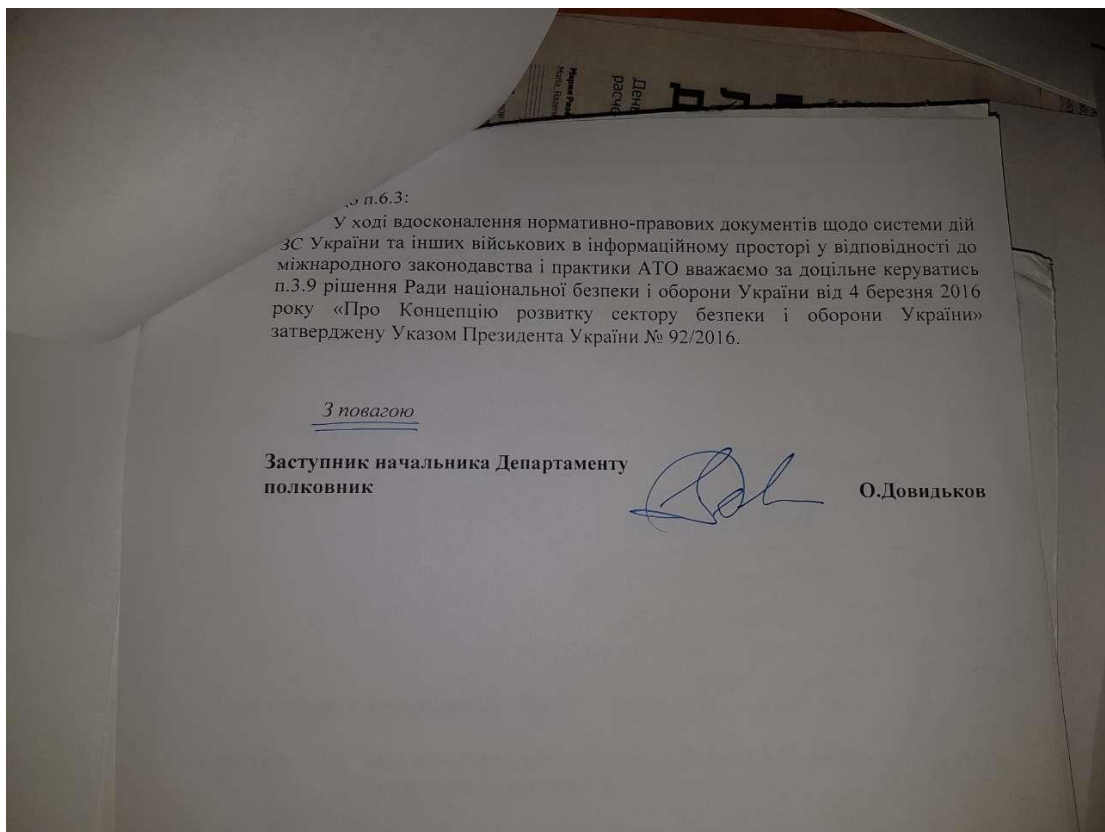 День
расче
Д
Мария
п.6.3:
У ході вдосконалення нормативно-правових документів щодо системи дій
ЗС України та інших військових в інформаційному просторі у відповідності до
міжнародного законодавства і практики АТО вважаємо за доцільне керуватись
п.3.9 рішення Ради національної безпеки і оборони України від 4 березня 2016
року «Про Концепцію розвитку сектору безпеки і оборони України»
затверджену Указом Президента України № 92/2016.
З повагою
Заступник начальника Департаменту
полковник
О.Довидьков